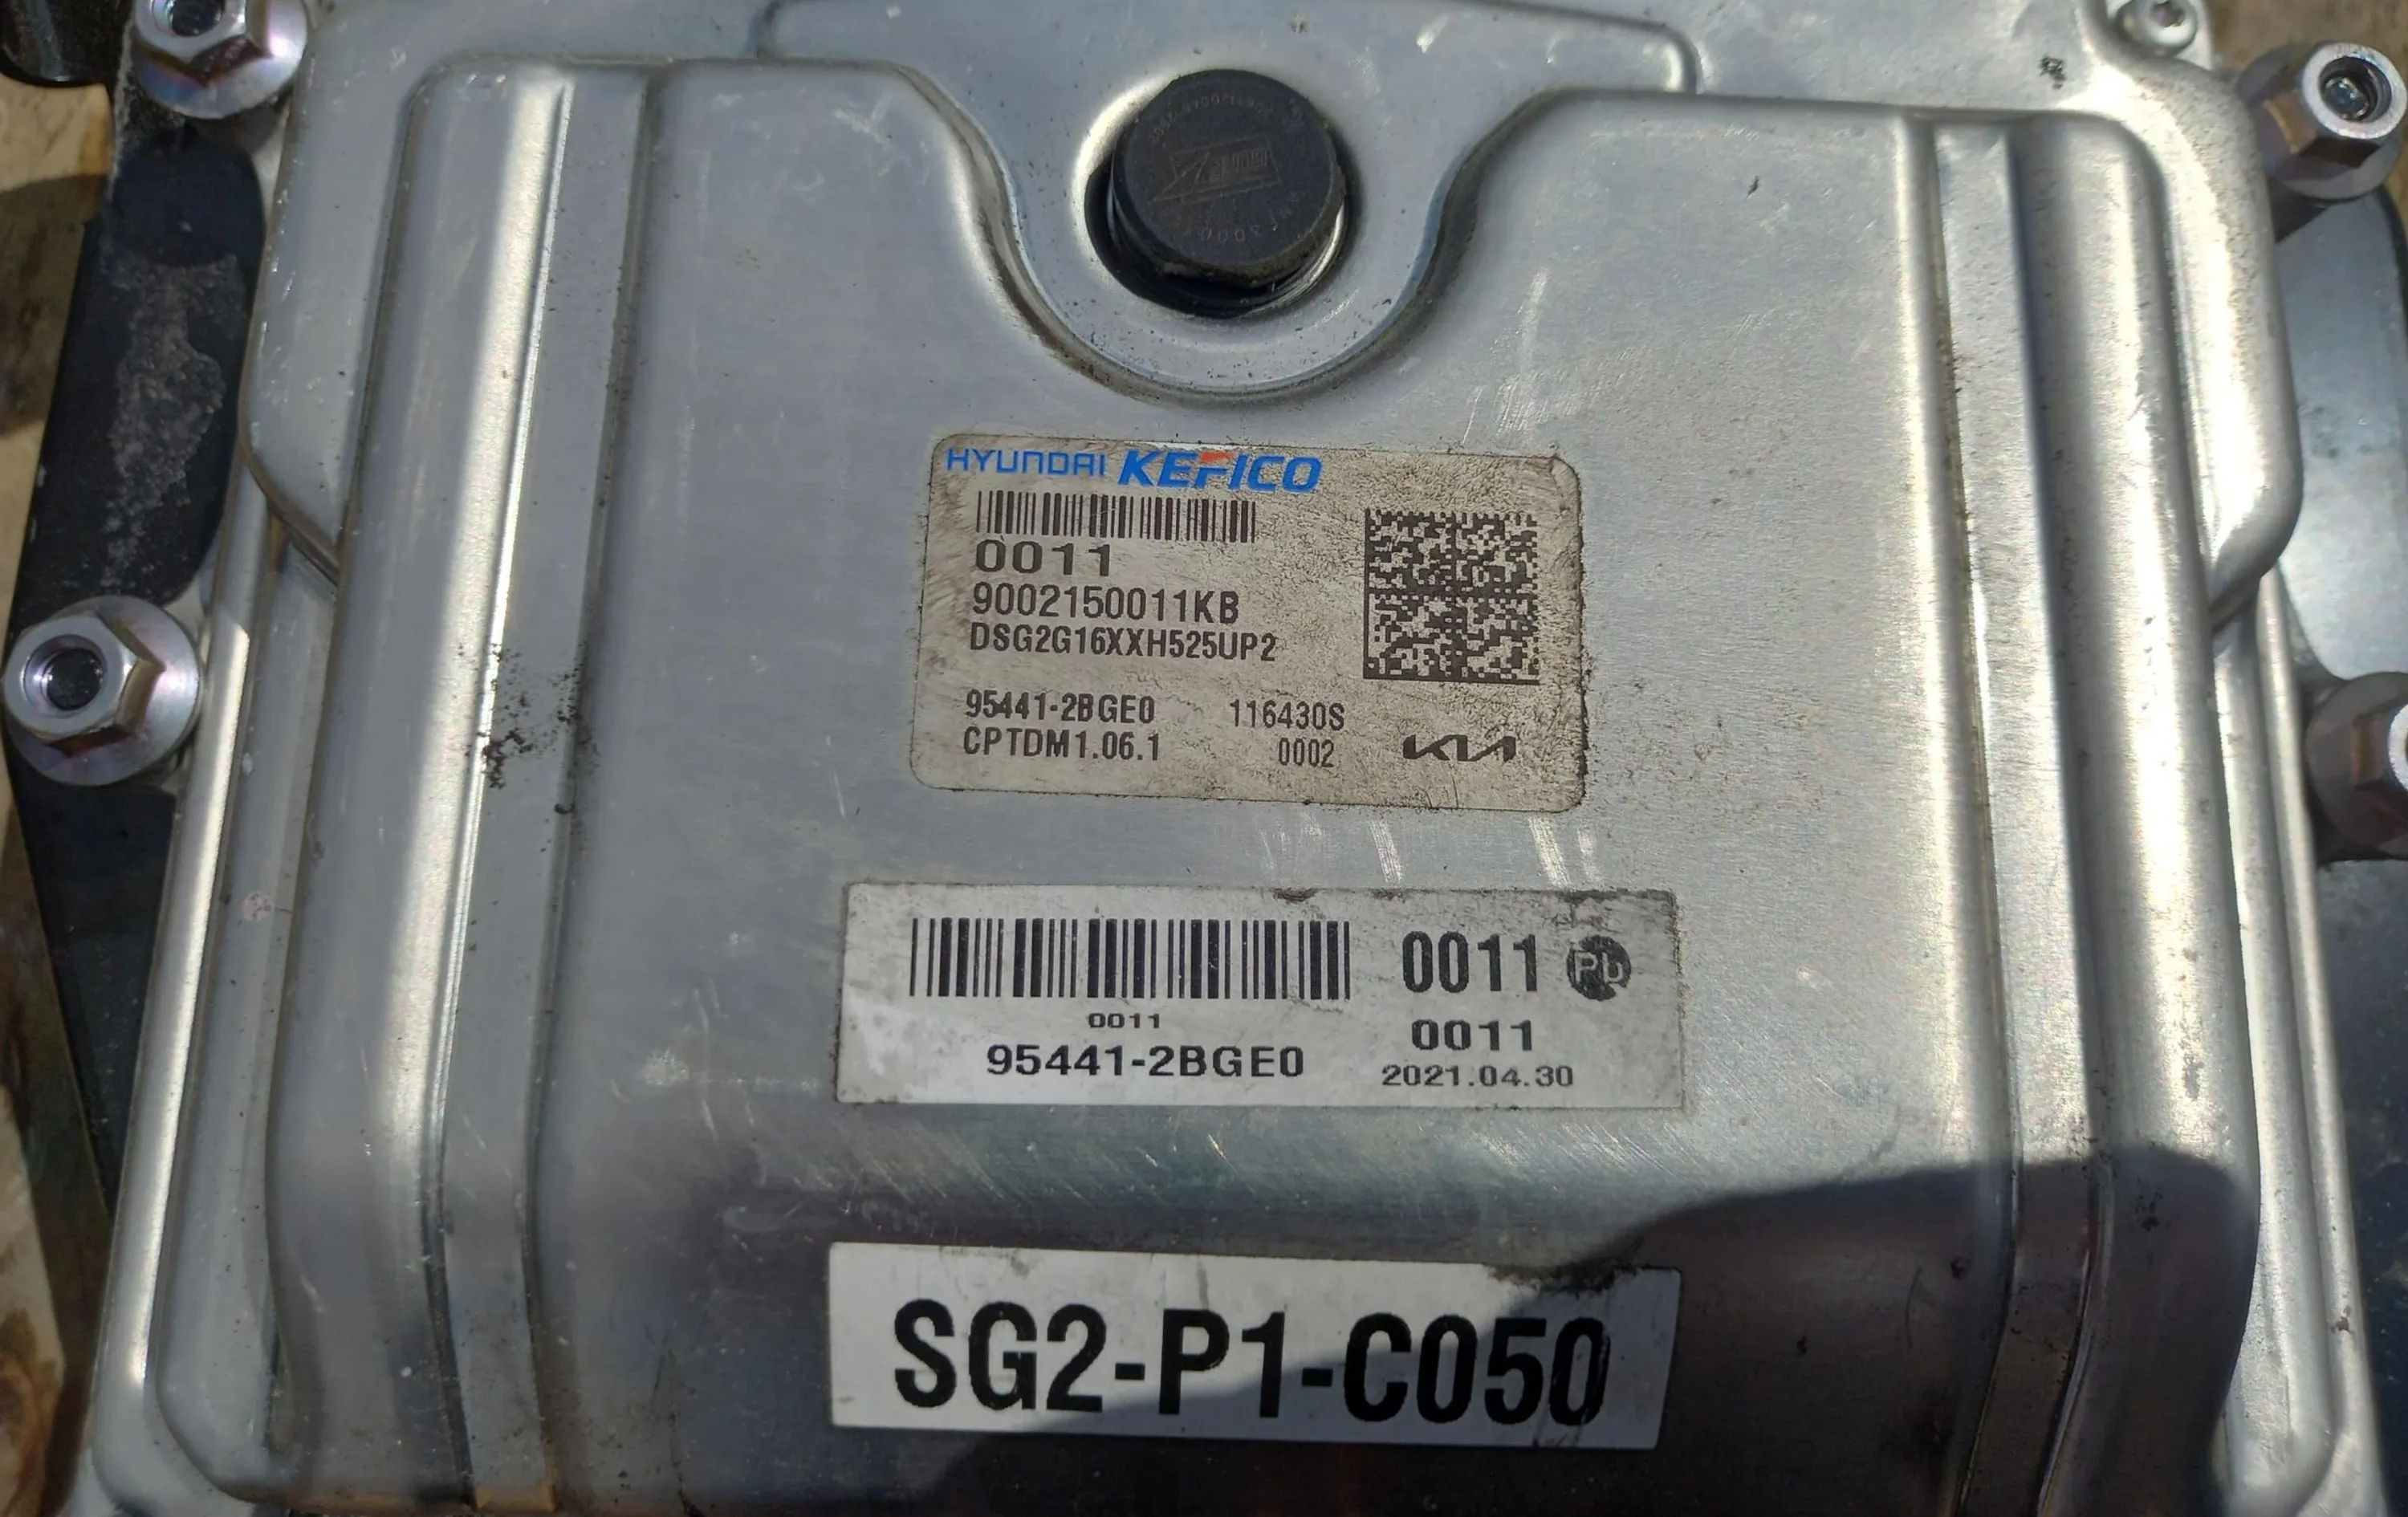 HYUNDAI KEFICO
0011
9002150011KB
DSG2G16XXH525UP2
95441-2BGE0 116430S
CPTDM1.06.1 0002 KIA
0011 Pb
0011
0011
95441-2BGE0
2021.04.30
SG2-P1-C050